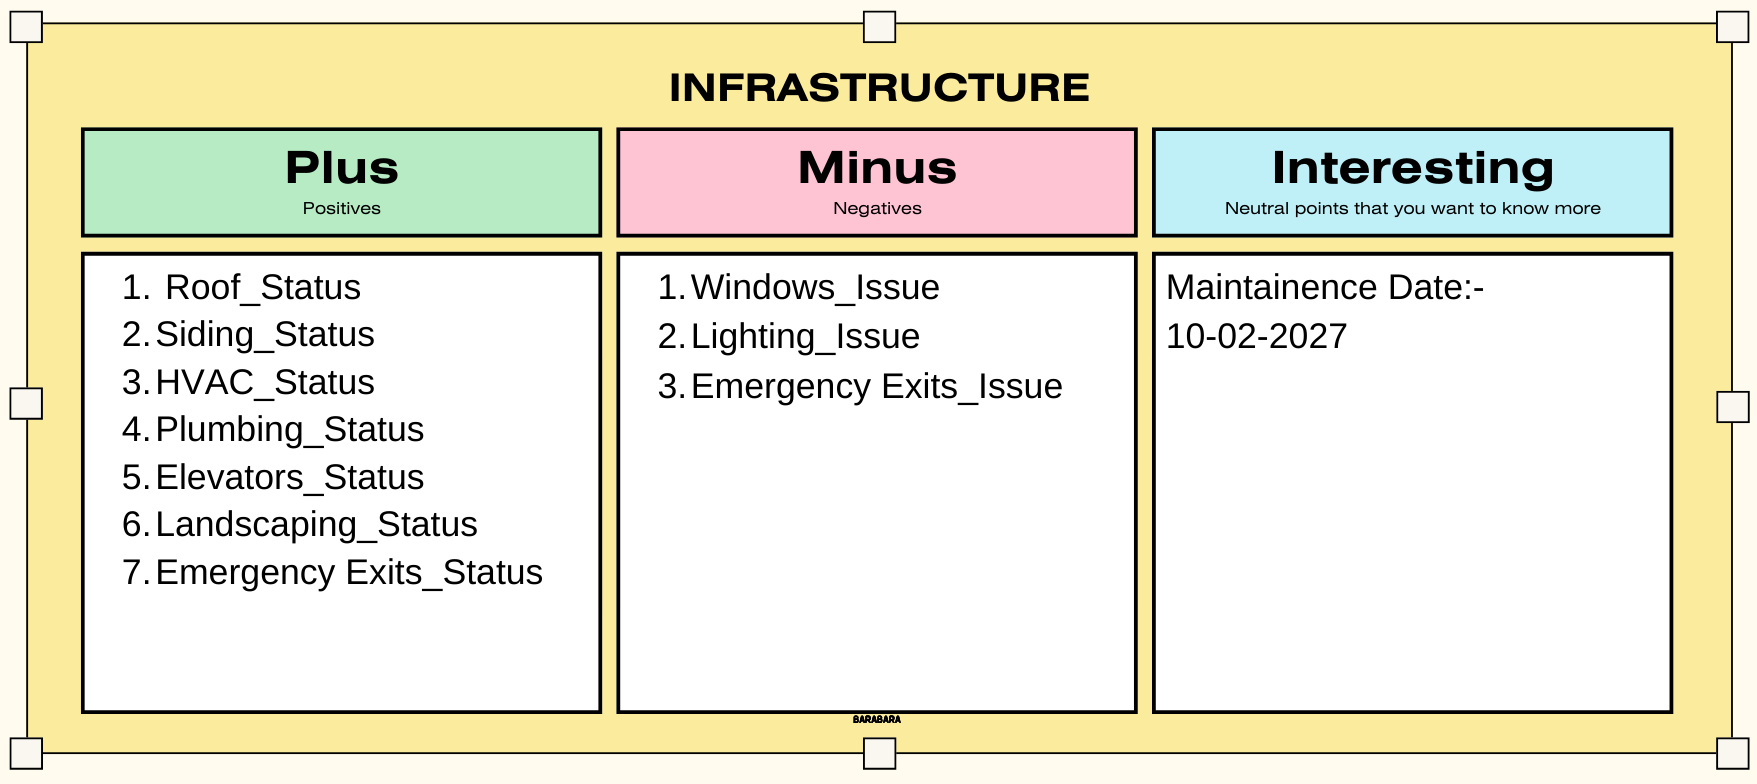 INFRASTRUCTURE
Plus
Positives
Minus
Negatives
Interesting
Neutral points that you want to know more
1. Roof_Status
2. Siding_Status
3. HVAC_Status
4. Plumbing_Status
5. Elevators_Status
6. Landscaping_Status
7. Emergency Exits_Status
1. Windows_Issue
2. Lighting_Issue
3. Emergency Exits_Issue
Maintainence Date:-
10-02-2027
BARABARA